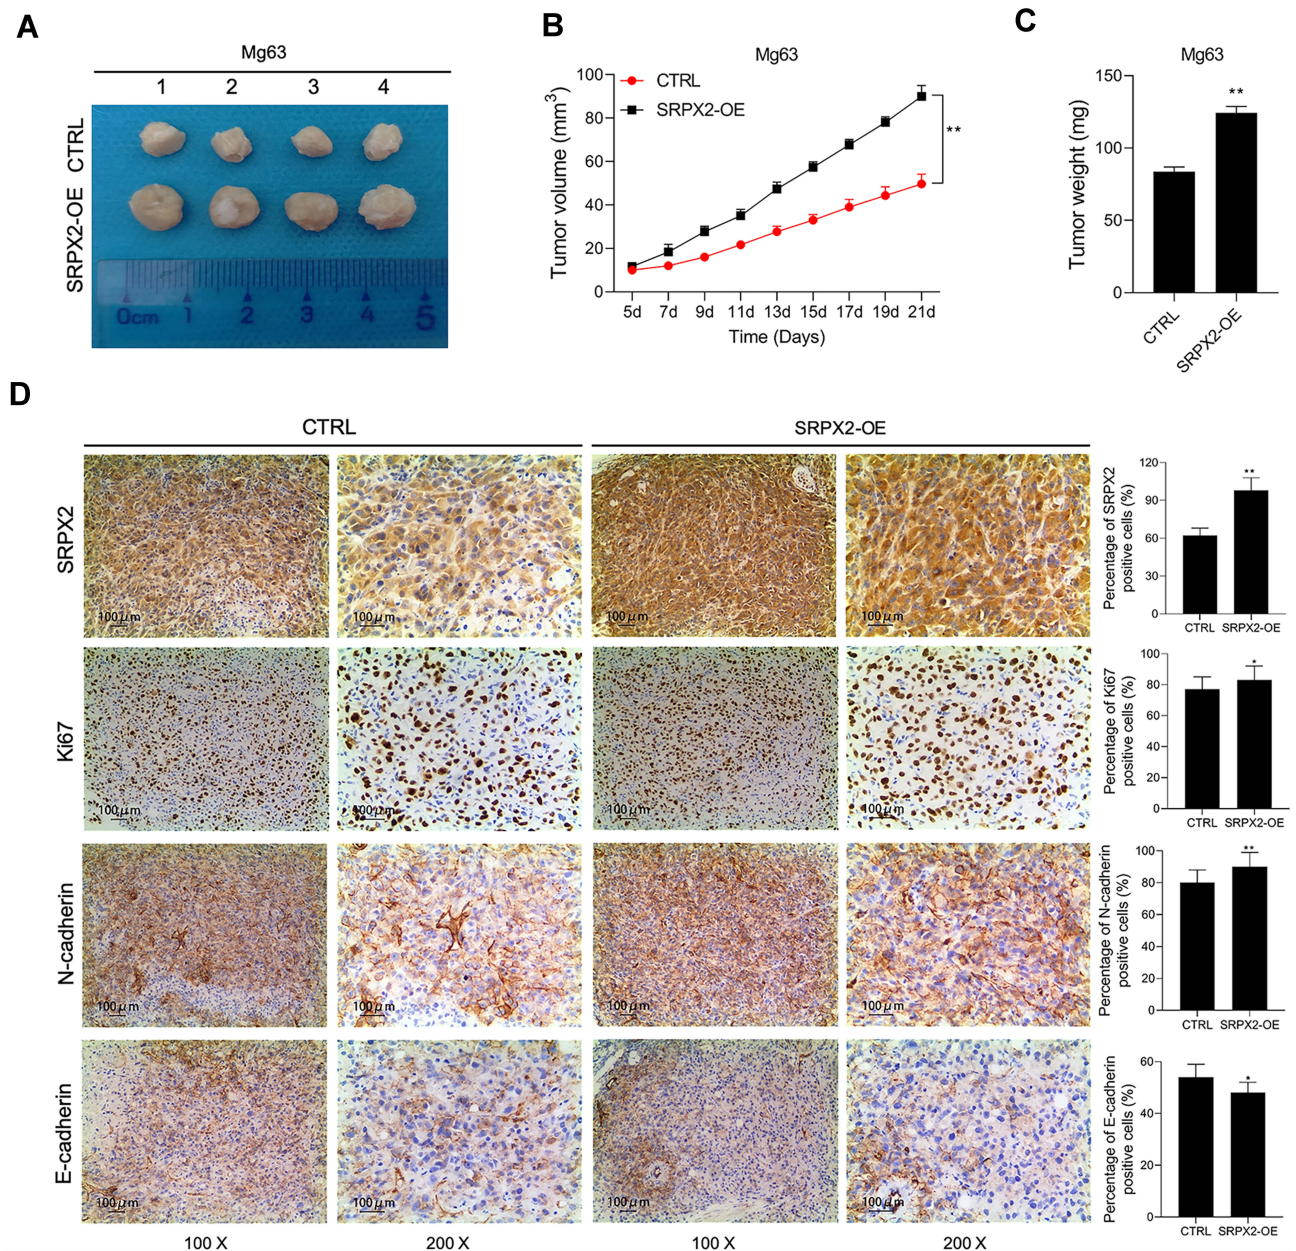 A
Mg63
1 2 3 4
CTRL
SRPX2-OE
0cm 1 2 3 4 5
B
Mg63
CTRL
SRPX2-OE
Tumor volume (mm3)
100
80
60
40
20
0
**
5d 7d 9d 11d 13d 15d 17d 19d 21d
Time (Days)
C
Mg63
Tumor weight (mg)
150
100
50
0
**
CTRL
SRPX2-OE
D
CTRL
SRPX2-OE
SRPX2
100μm
100μm
100μm
100μm
Percentage of SRPX2
positive cells (%)
120
90
60
30
0
**
CTRL SRPX2-OE
Ki67
100μm
100μm
100μm
100μm
Percentage of Ki67
positive cells (%)
100
80
60
40
20
0
*
CTRL SRPX2-OE
N-cadherin
100μm
100μm
100μm
100μm
Percentage of N-cadherin
positive cells (%)
100
80
60
40
20
0
**
CTRL SRPX2-OE
E-cadherin
100μm
100μm
100μm
100μm
Percentage of E-cadherin
positive cells (%)
60
40
20
0
*
CTRL SRPX2-OE
100 X
200 X
100 X
200 X